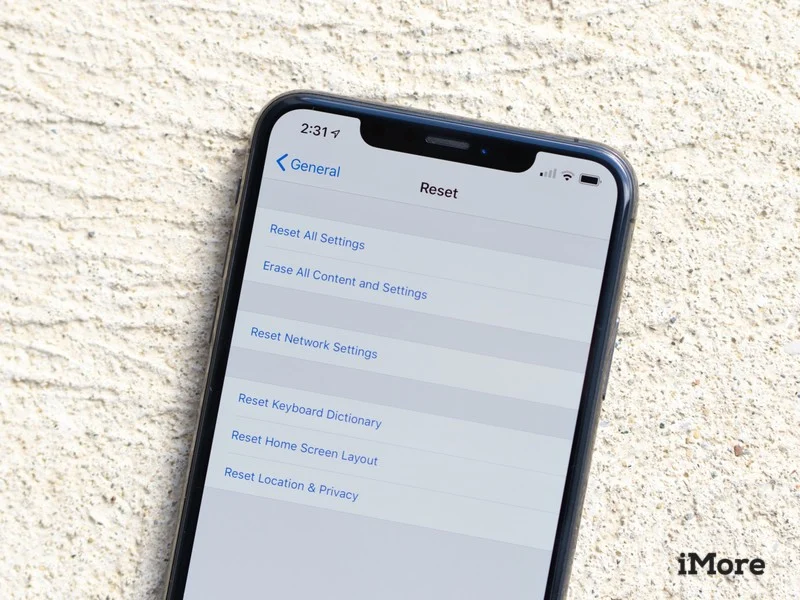 2:31
General
Reset
Reset All Settings
Erase All Content and Settings
Reset Network Settings
Reset Keyboard Dictionary
Reset Home Screen Layout
Reset Location & Privacy
iMore